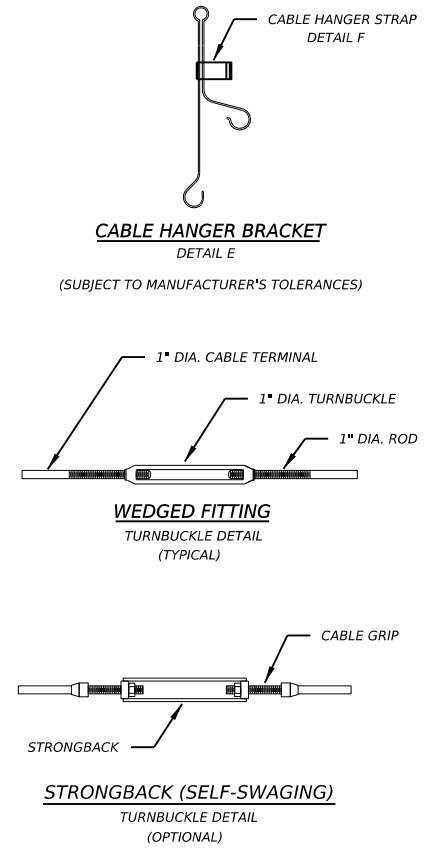 CABLE HANGER STRAP
DETAIL F
CABLE HANGER BRACKET
DETAIL E
(SUBJECT TO MANUFACTURER'S TOLERANCES)
1" DIA. CABLE TERMINAL
1" DIA. TURNBUCKLE
1" DIA. ROD
WEDGED FITTING
TURNBUCKLE DETAIL
(TYPICAL)
CABLE GRIP
STRONGBACK
STRONGBACK (SELF-SWAGING)
TURNBUCKLE DETAIL
(OPTIONAL)